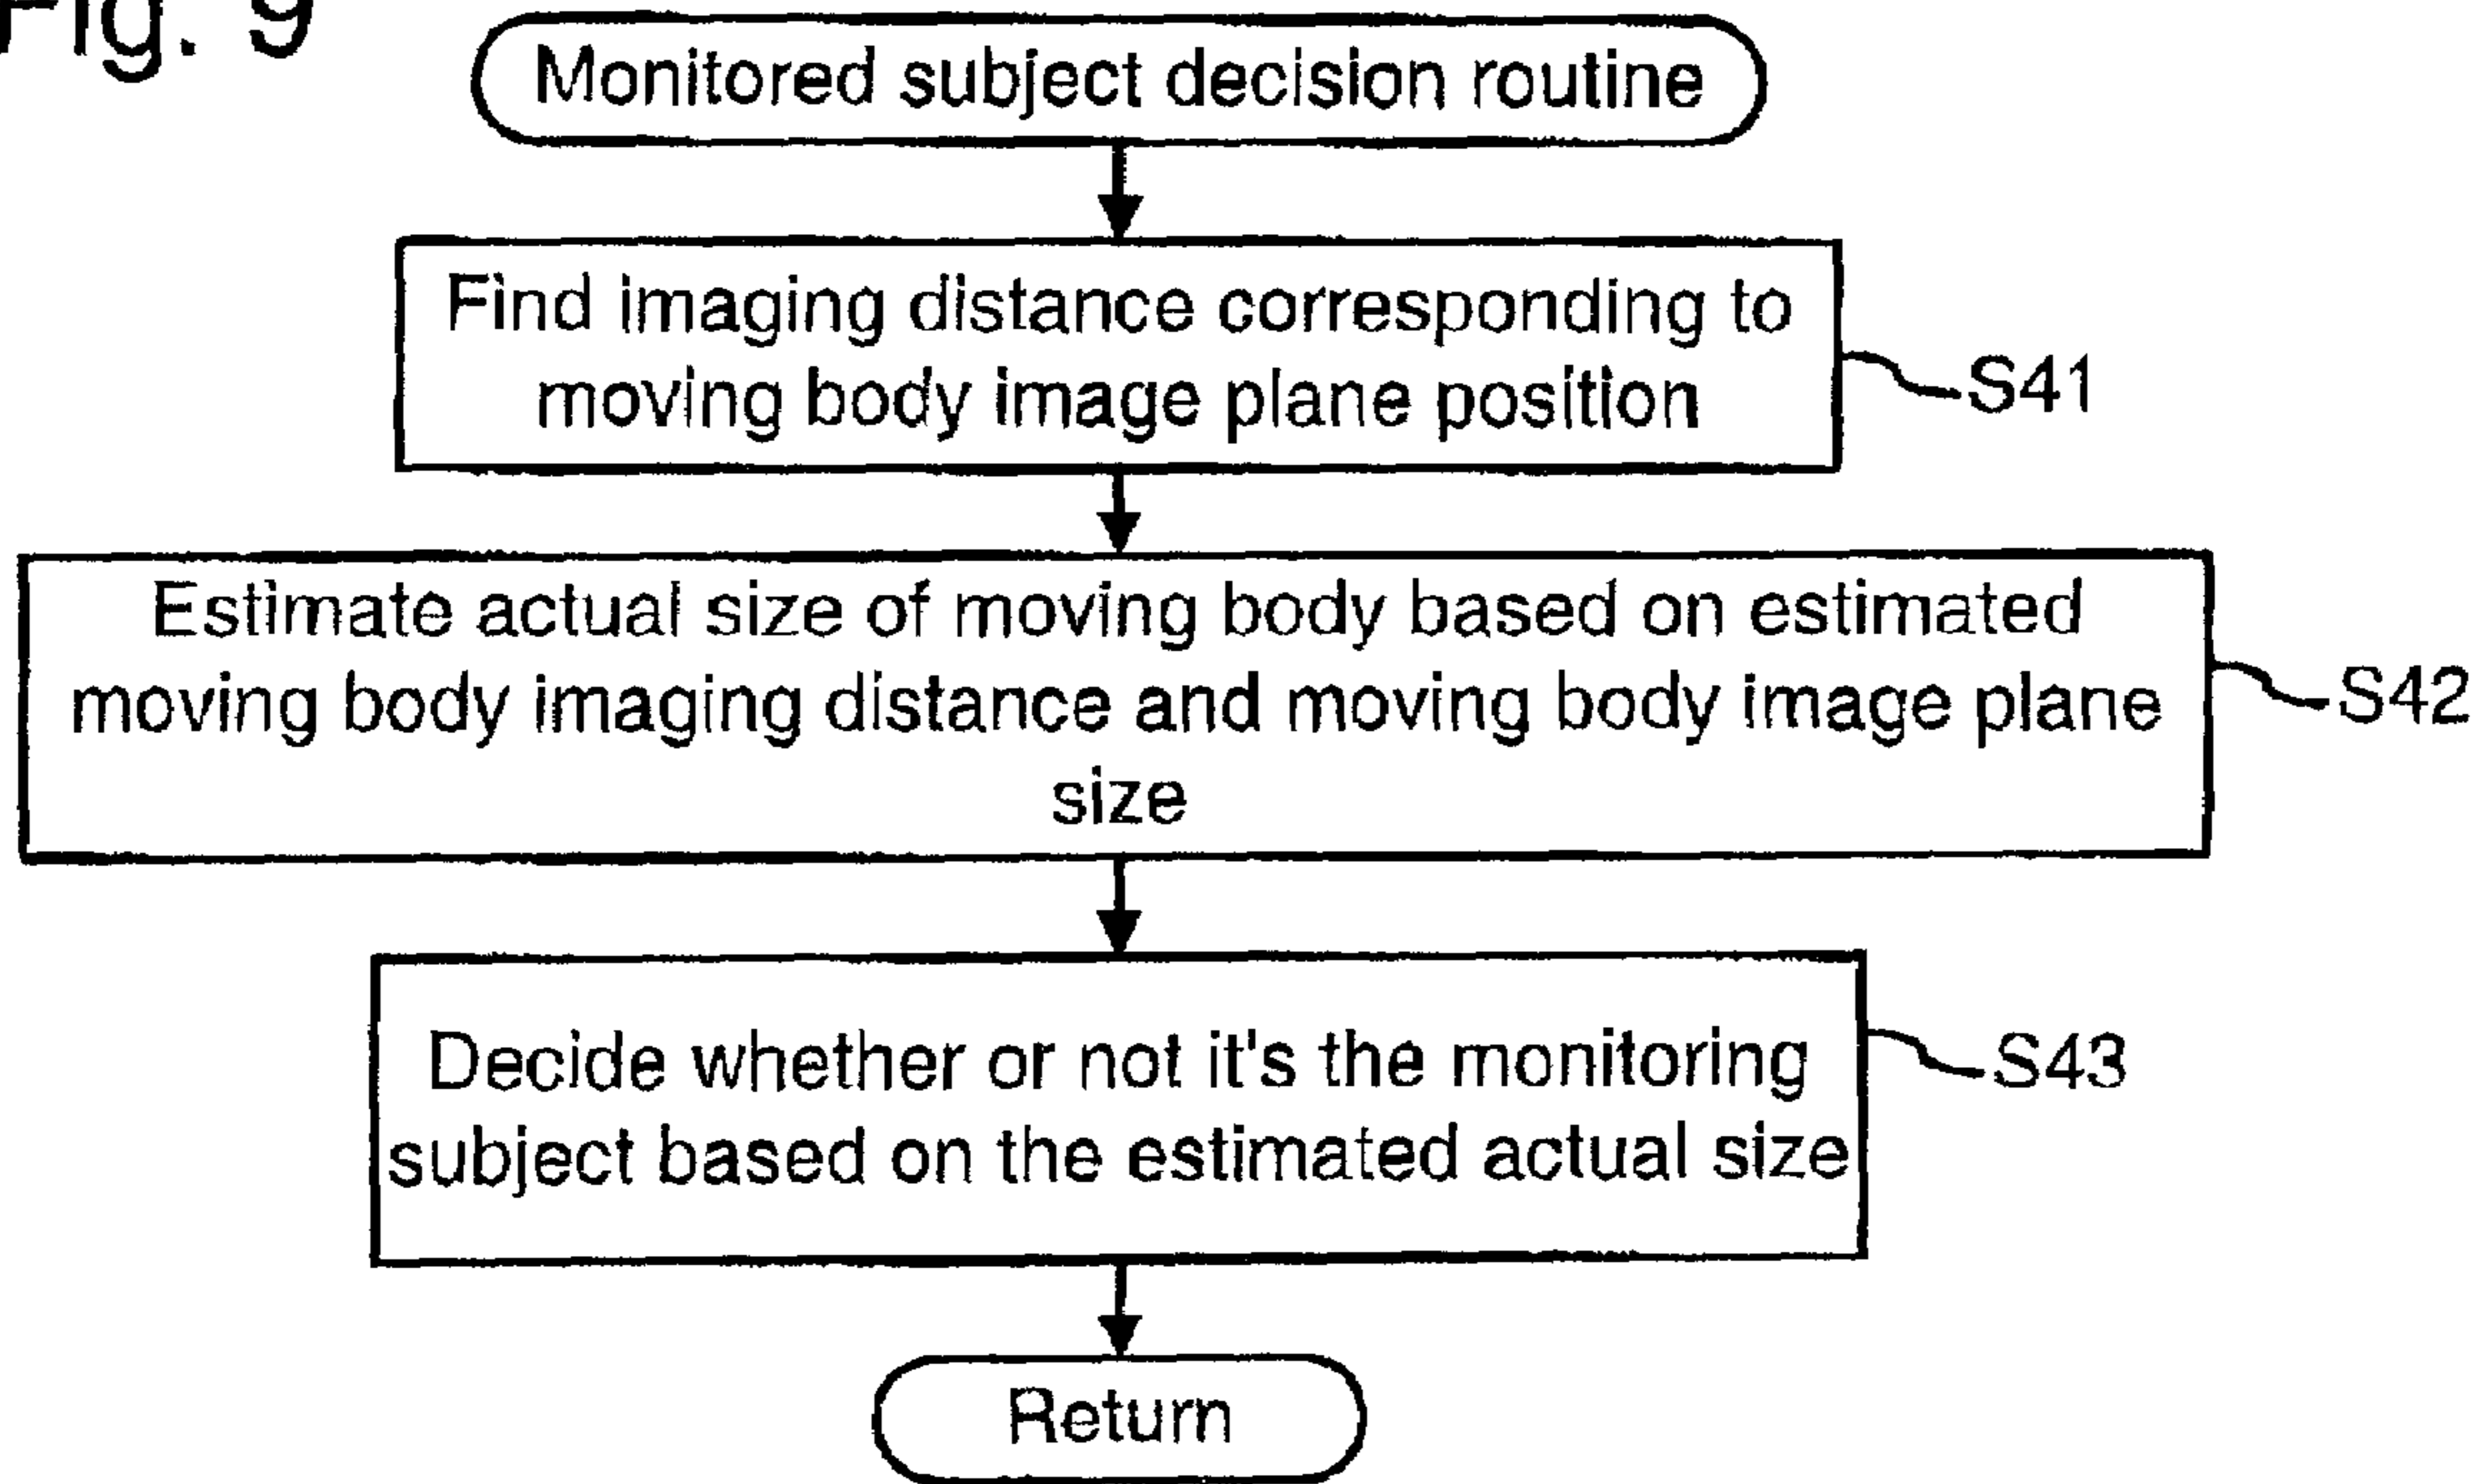 Fig. 9
Monitored subject decision routine
Find imaging distance corresponding to
moving body image plane position
S41
Estimate actual size of moving body based on estimated
moving body imaging distance and moving body image plane
size
S42
Decide whether or not it's the monitoring
subject based on the estimated actual size
S43
Return